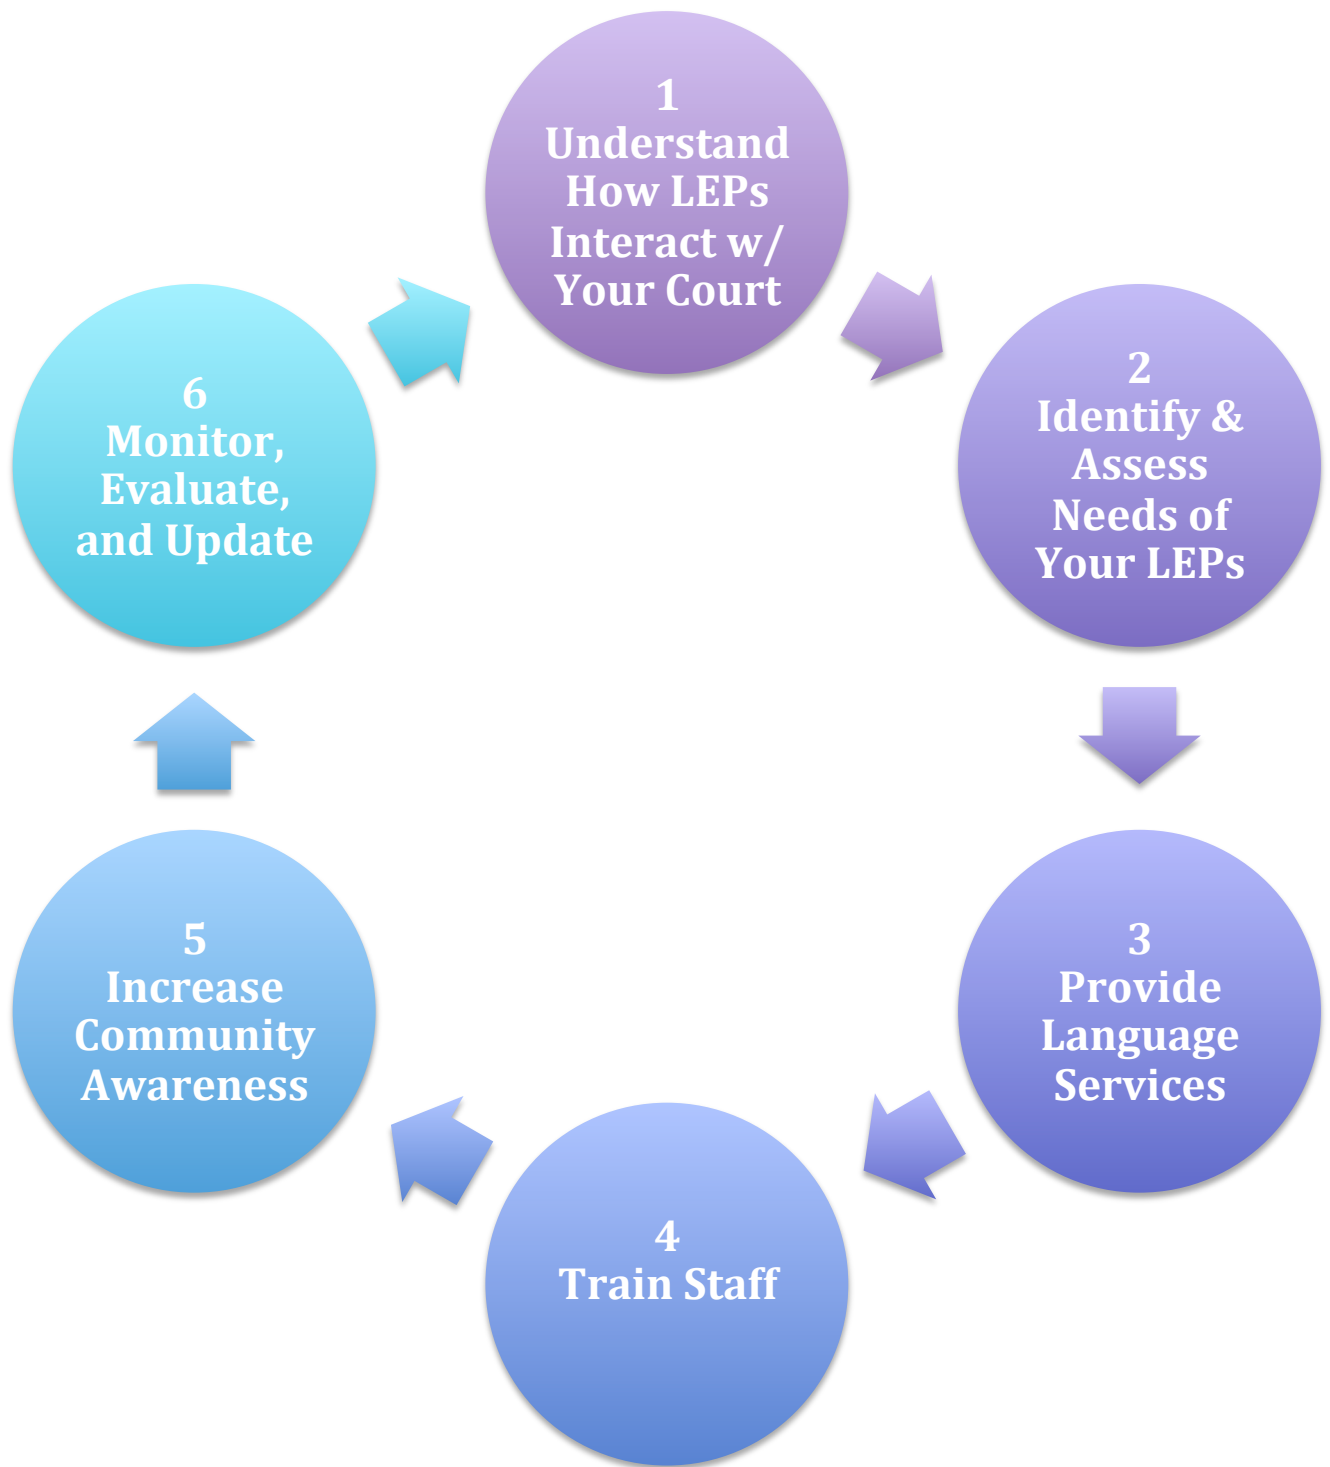 1
Understand
How LEPs
Interact w/
Your Court
2
Identify &
Assess
Needs of
Your LEPs
3
Provide
Language
Services
4
Train Staff
5
Increase
Community
Awareness
6
Monitor,
Evaluate,
and Update